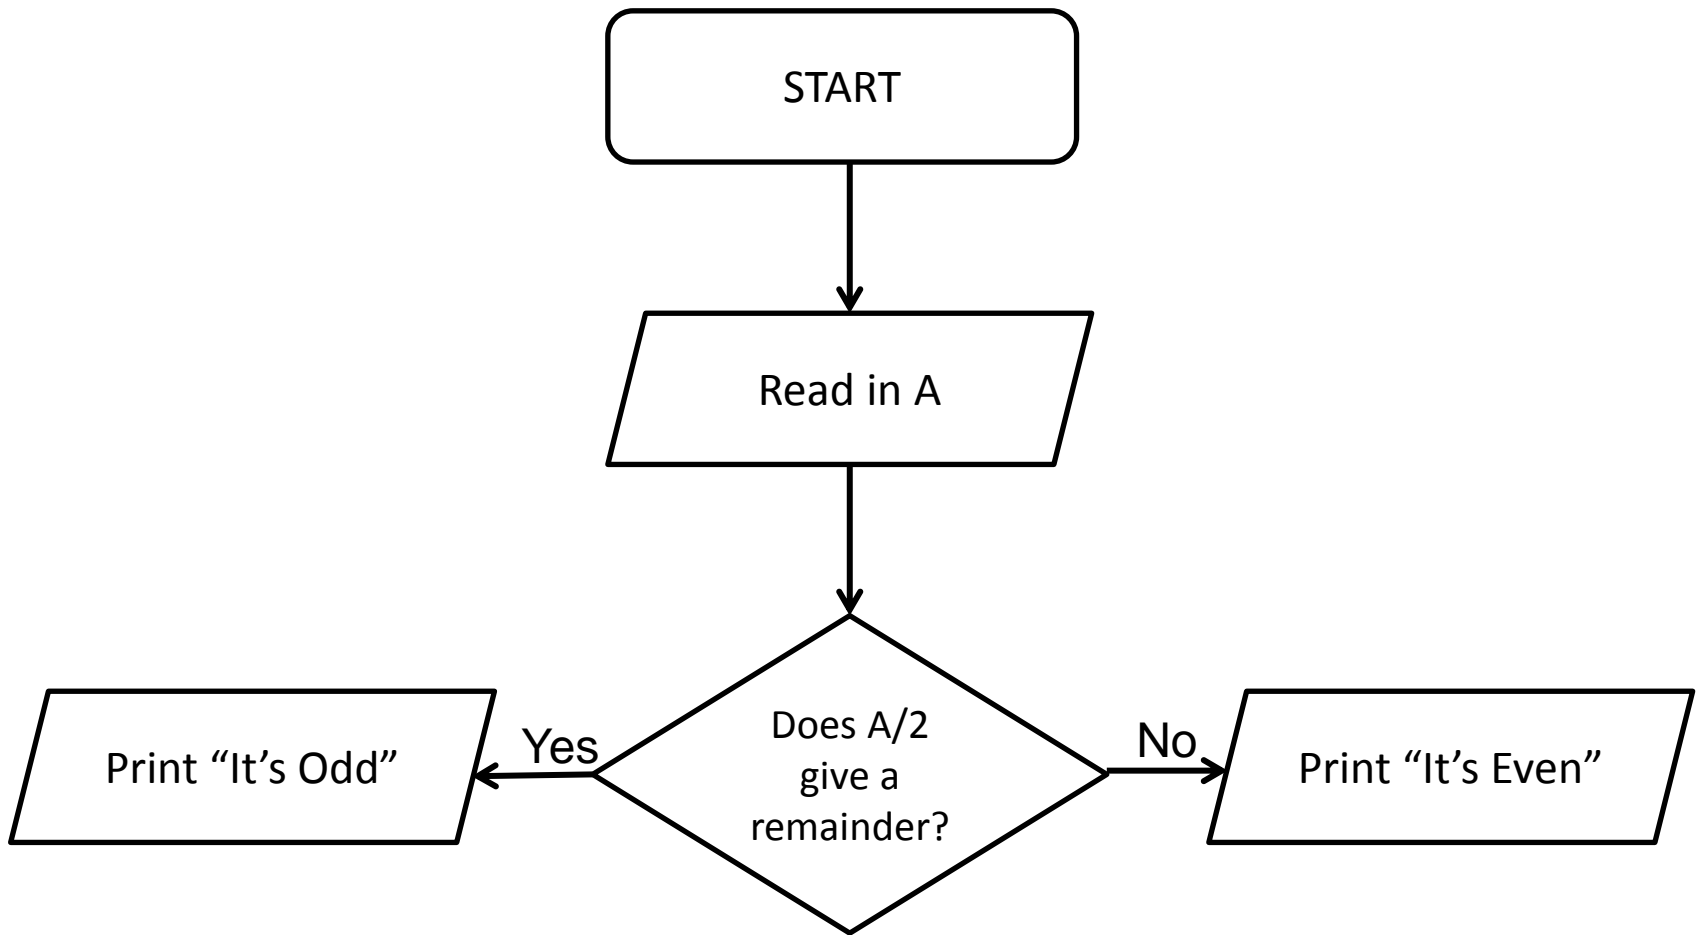 START
Read in A
Does A/2
give a
remainder?
Yes
No
Print “It’s Odd”
Print “It’s Even”